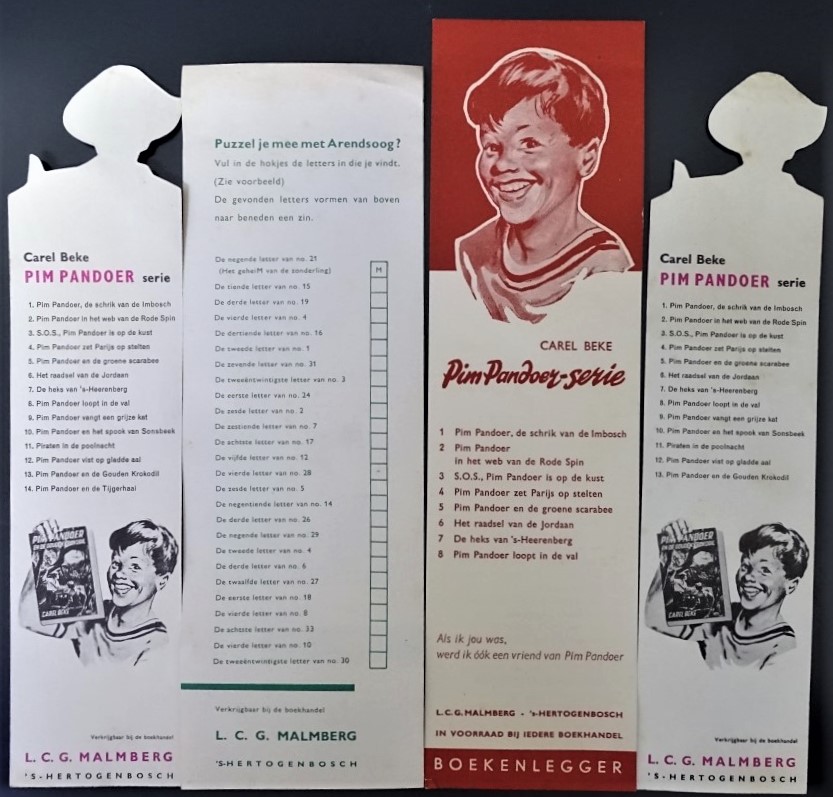 Carel Beke
PIM PANDOER serie
1. Pim Pandoer, de schrik van de Imbosch
2. Pim Pandoer in het web van de Rode Spin
3. S.O.S., Pim Pandoer is op de kust
4. Pim Pandoer zet Parijs op stelten
5. Pim Pandoer en de groene scarabee
6. Het raadsel van de Jordaan
7. De heks van 's-Heerenberg
8. Pim Pandoer loopt in de val
9. Pim Pandoer vangt een grijze kat
10. Pim Pandoer en het spook van Sonsbeek
11. Piraten in de poolnacht
12. Pim Pandoer vist op gladde aal
13. Pim Pandoer en de Gouden Krokodil
14. Pim Pandoer en de Tijgerhaai
PIM PANDOER
EN DE GOUDEN KROKODIL
CAREL BEKE
Verkrijgbaar bij de boekhandel
L. C. G. MALMBERG
'S-HERTOGENBOSCH
Puzzel je mee met Arendsoog?
Vul in de hokjes de letters in die je vindt.
(Zie voorbeeld)
De gevonden letters vormen van boven
naar beneden een zin.
De negende letter van no. 21
(Het geheiM van de zonderling) M
De tiende letter van no. 15
De derde letter van no. 19
De vierde letter van no. 4
De dertiende letter van no. 16
De tweede letter van no. 1
De zevende letter van no. 31
De tweeëntwintigste letter van no. 3
De eerste letter van no. 24
De zesde letter van no. 2
De zestiende letter van no. 7
De achtste letter van no. 17
De vijfde letter van no. 12
De vierde letter van no. 28
De zesde letter van no. 5
De negentiende letter van no. 14
De derde letter van no. 26
De negende letter van no. 29
De tweede letter van no. 4
De derde letter van no. 6
De twaalfde letter van no. 27
De eerste letter van no. 18
De vierde letter van no. 8
De achtste letter van no. 33
De vierde letter van no. 10
De tweeëntwintigste letter van no. 30
Verkrijgbaar bij de boekhandel
L. C. G. MALMBERG
'S-HERTOGENBOSCH
CAREL BEKE
Pim Pandoer-serie
1 Pim Pandoer, de schrik van de Imbosch
2 Pim Pandoer
in het web van de Rode Spin
3 S.O.S., Pim Pandoer is op de kust
4 Pim Pandoer zet Parijs op stelten
5 Pim Pandoer en de groene scarabee
6 Het raadsel van de Jordaan
7 De heks van 's-Heerenberg
8 Pim Pandoer loopt in de val
Als ik jou was,
werd ik óók een vriend van Pim Pandoer
L.C.G. MALMBERG - 's-HERTOGENBOSCH
IN VOORRAAD BIJ IEDERE BOEKHANDEL
BOEKENLEGGER
Carel Beke
PIM PANDOER serie
1. Pim Pandoer, de schrik van de Imbosch
2. Pim Pandoer in het web van de Rode Spin
3. S.O.S., Pim Pandoer is op de kust
4. Pim Pandoer zet Parijs op stelten
5. Pim Pandoer en de groene scarabee
6. Het raadsel van de Jordaan
7. De heks van 's-Heerenberg
8. Pim Pandoer loopt in de val
9. Pim Pandoer vangt een grijze kat
10. Pim Pandoer en het spook van Sonsbeek
11. Piraten in de poolnacht
12. Pim Pandoer vist op gladde aal
13. Pim Pandoer en de Gouden Krokodil
PIM PANDOER
EN DE GOUDEN KROKODIL
CAREL BEKE
Verkrijgbaar bij de boekhandel
L. C. G. MALMBERG
'S-HERTOGENBOSCH